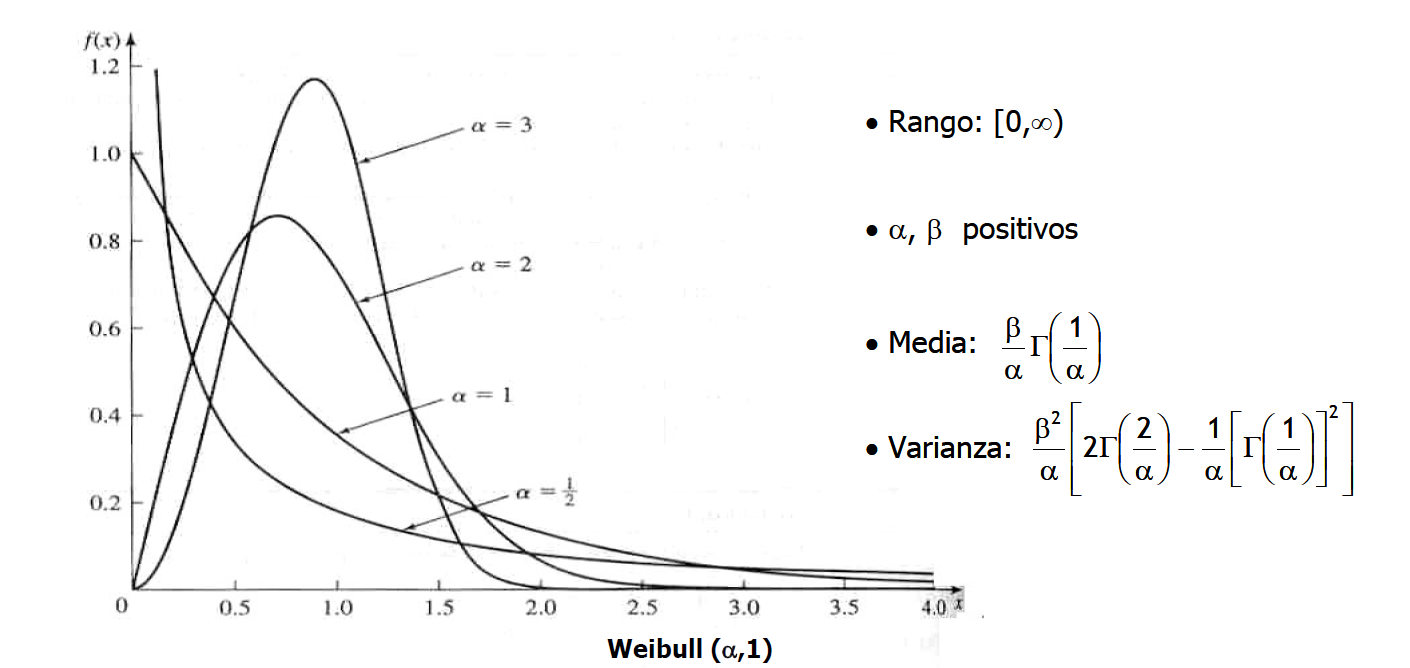 f(x)
1.2
1.0
0.8
0.6
0.4
0.2
α = 3
α = 2
α = 1
α = 1/2
0 0.5 1.0 1.5 2.0 2.5 3.0 3.5 4.0 x
Weibull (α,1)
• Rango: [0,∞)
• α, β positivos
• Media: β/α Γ(1/α)
• Varianza: β²/α [2Γ(2/α) − 1/α [Γ(1/α)]²]